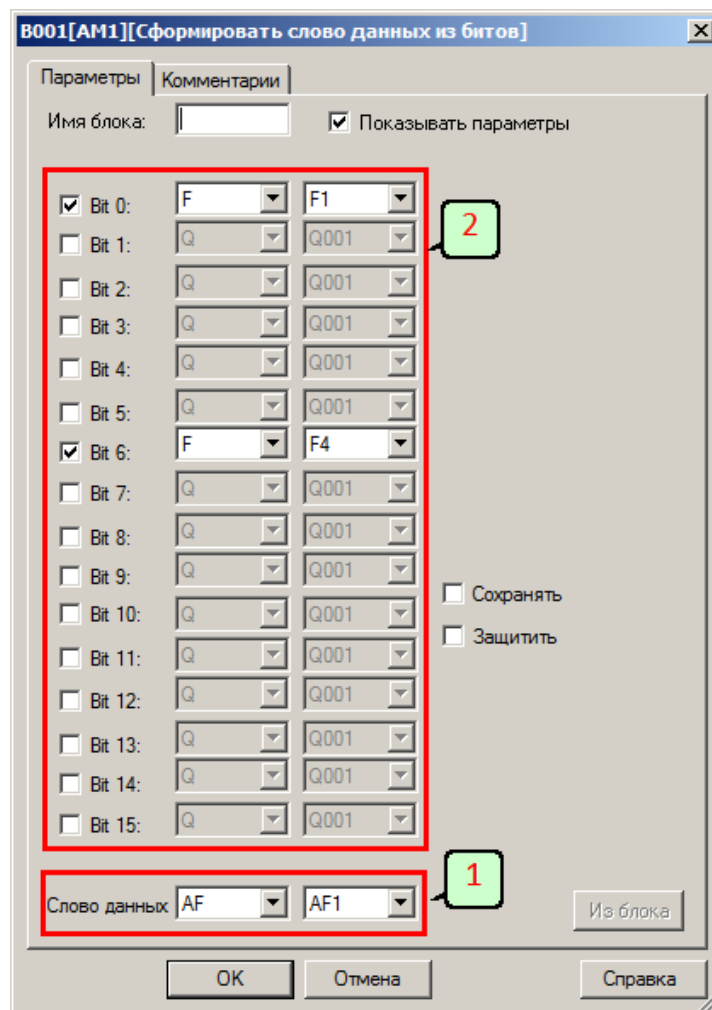 B001[AM1][Сформировать слово данных из битов]
Параметры Комментарии
Имя блока: Показывать параметры
Bit 0: F F1
2
Bit 1: Q Q001
Bit 2: Q Q001
Bit 3: Q Q001
Bit 4: Q Q001
Bit 5: Q Q001
Bit 6: F F4
Bit 7: Q Q001
Bit 8: Q Q001
Bit 9: Q Q001
Сохранять
Bit 10: Q Q001
Защитить
Bit 11: Q Q001
Bit 12: Q Q001
Bit 13: Q Q001
Bit 14: Q Q001
Bit 15: Q Q001
1
Слово данных AF AF1 Из блока
OK Отмена Справка